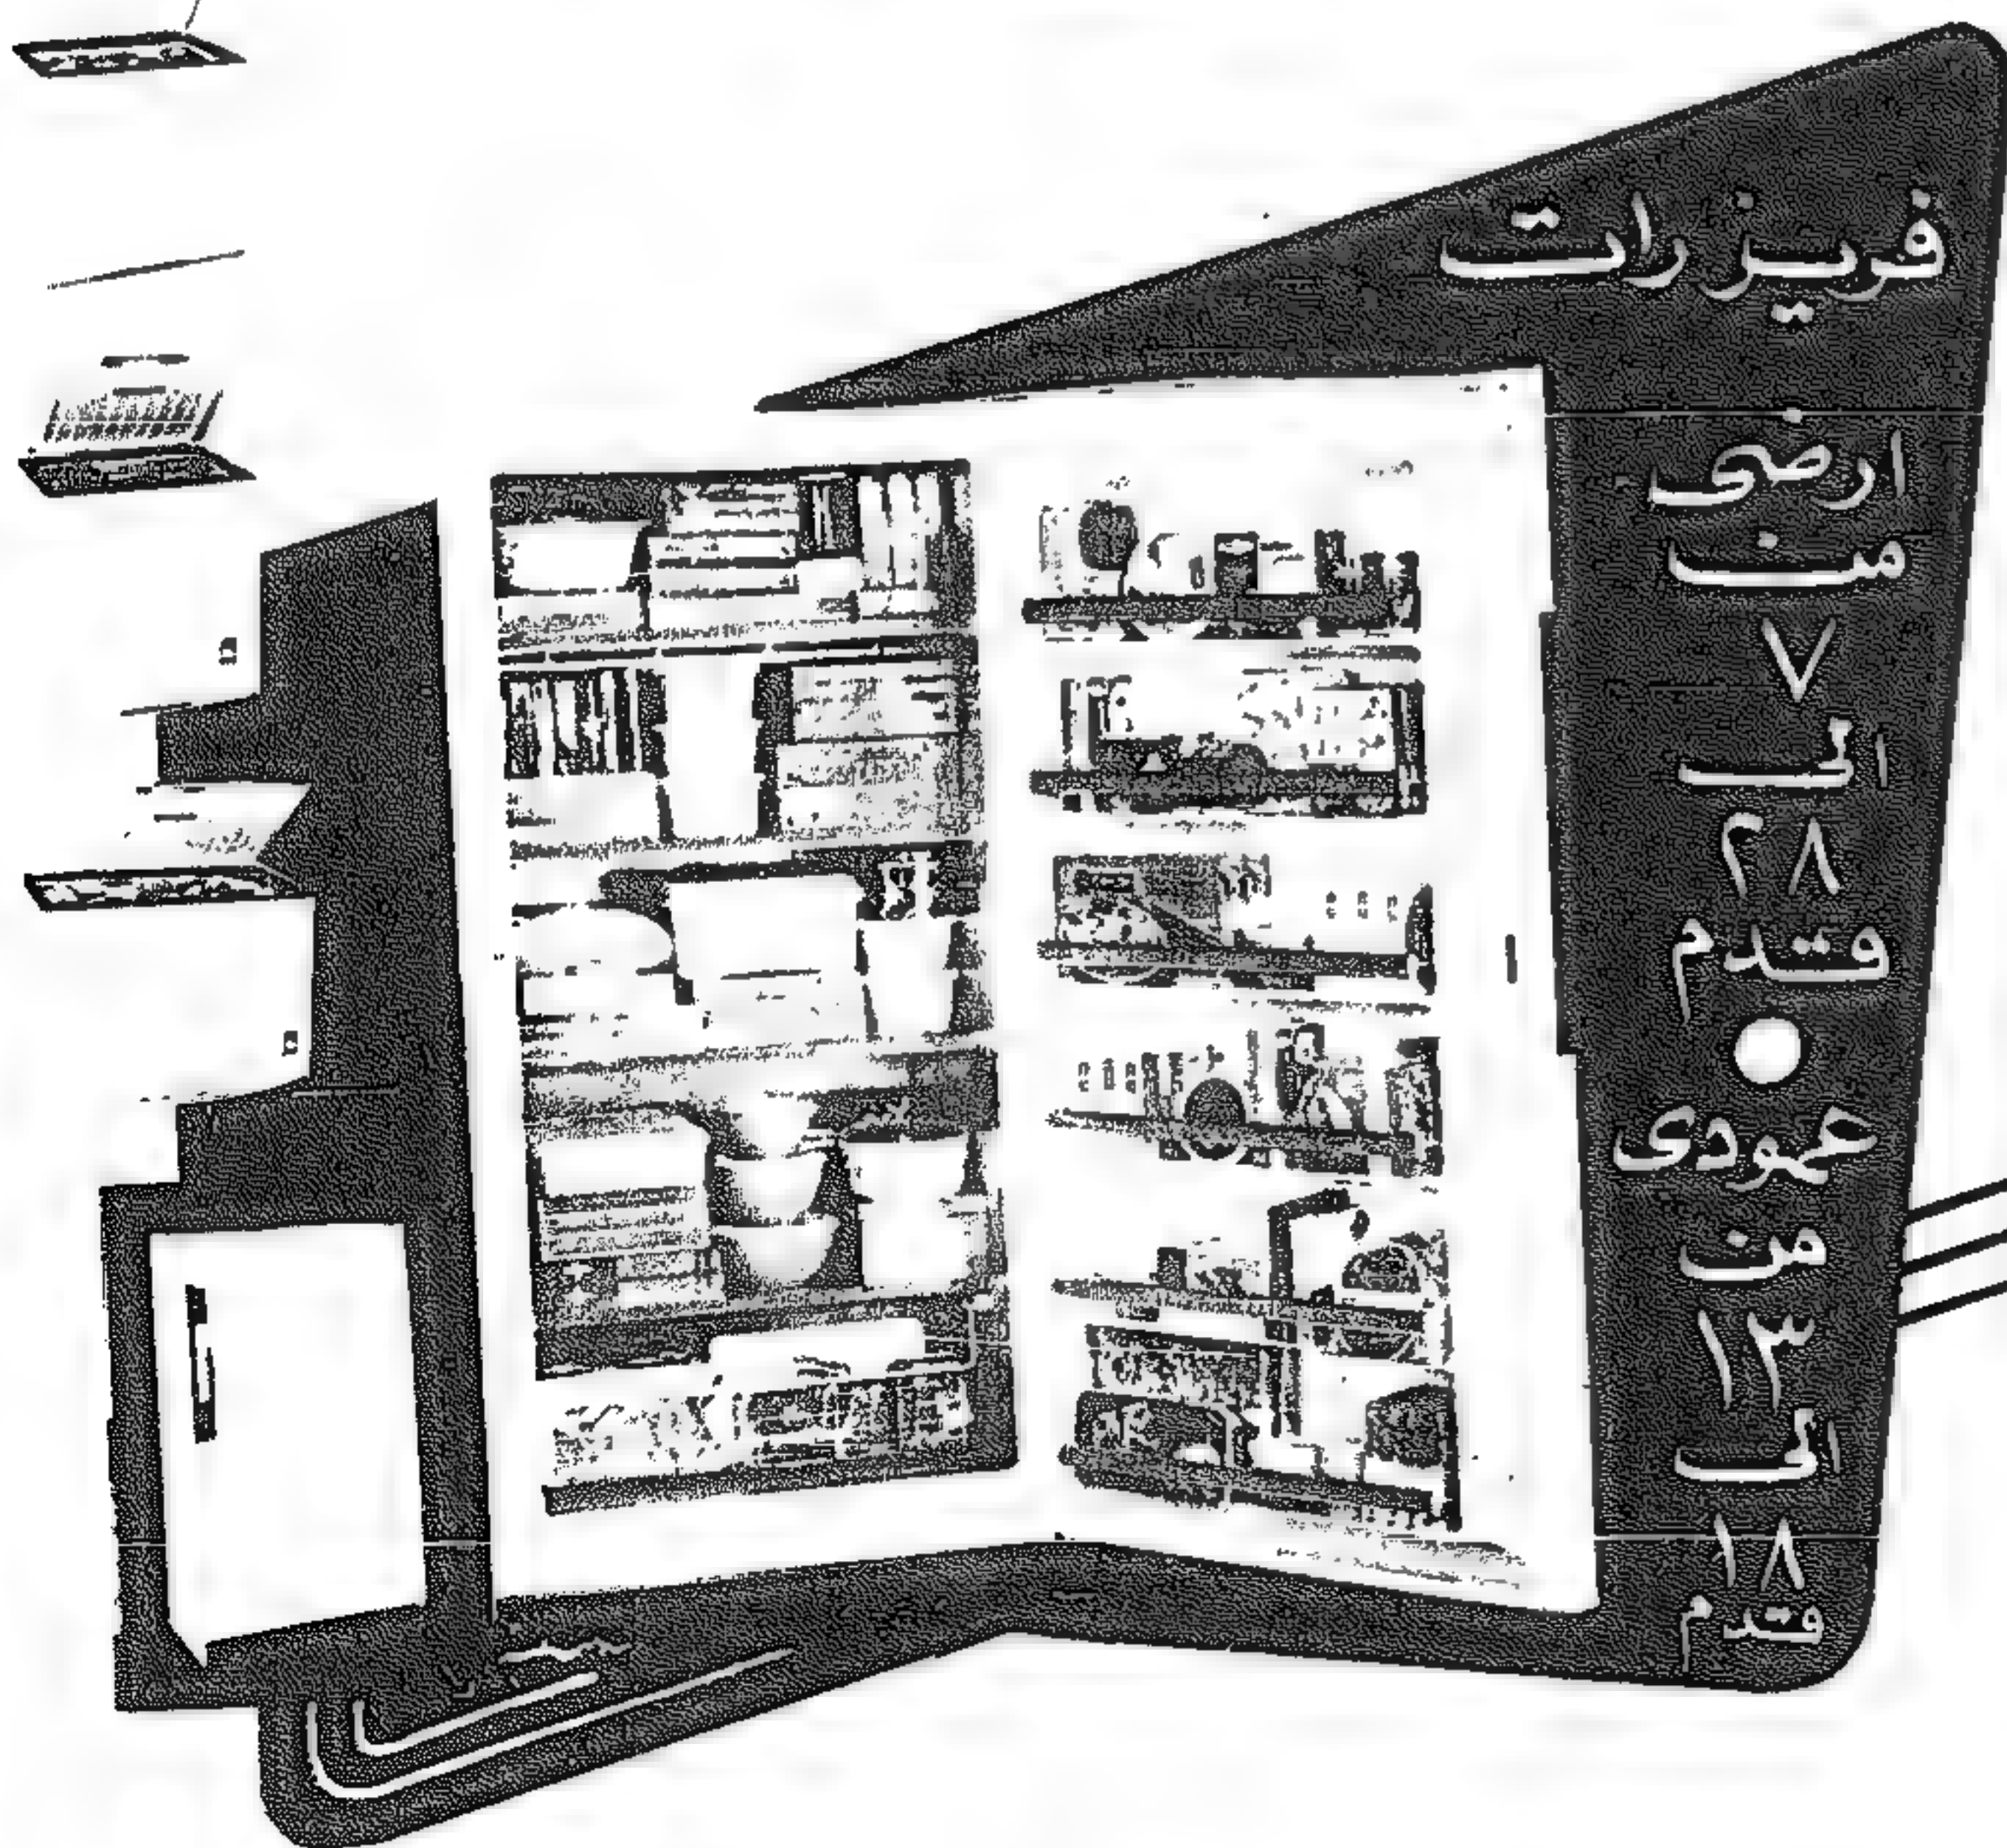 فريزرات
ارضى
من
٧
الى
٢٨
قدم
عمودى
من
١٣
الى
١٨
قدم